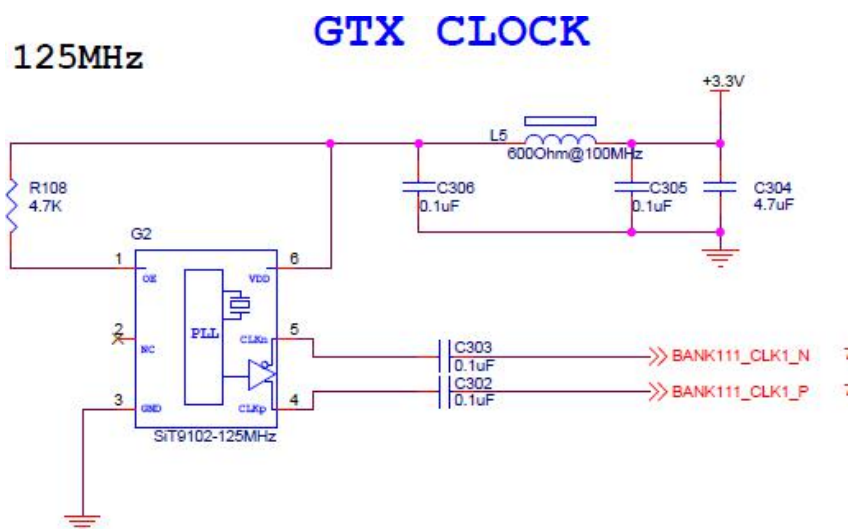 GTX CLOCK
125MHz
+3.3V
L5
600Ohm@100MHz
R108
4.7K
C306
0.1uF
C305
0.1uF
C304
4.7uF
G2
1
OE
VDD
6
2
NC
PLL
CLKn
5
3
GND
CLKp
4
SiT9102-125MHz
C303
0.1uF
BANK111_CLK1_N
7
C302
0.1uF
BANK111_CLK1_P
7